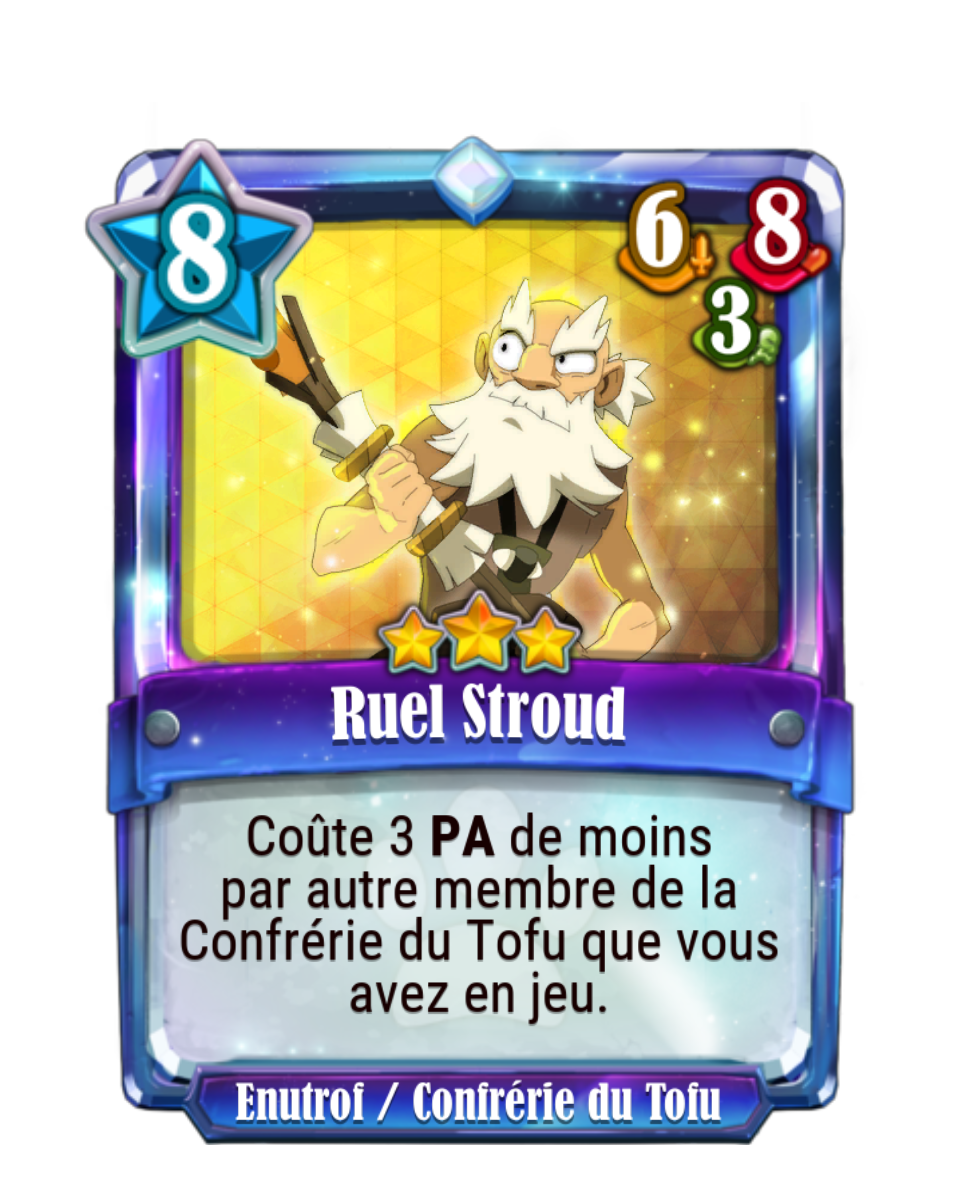 8
6
8
3
Ruel Stroud
Coûte 3 PA de moins
par autre membre de la
Confrérie du Tofu que vous
avez en jeu.
Enutrof / Confrérie du Tofu